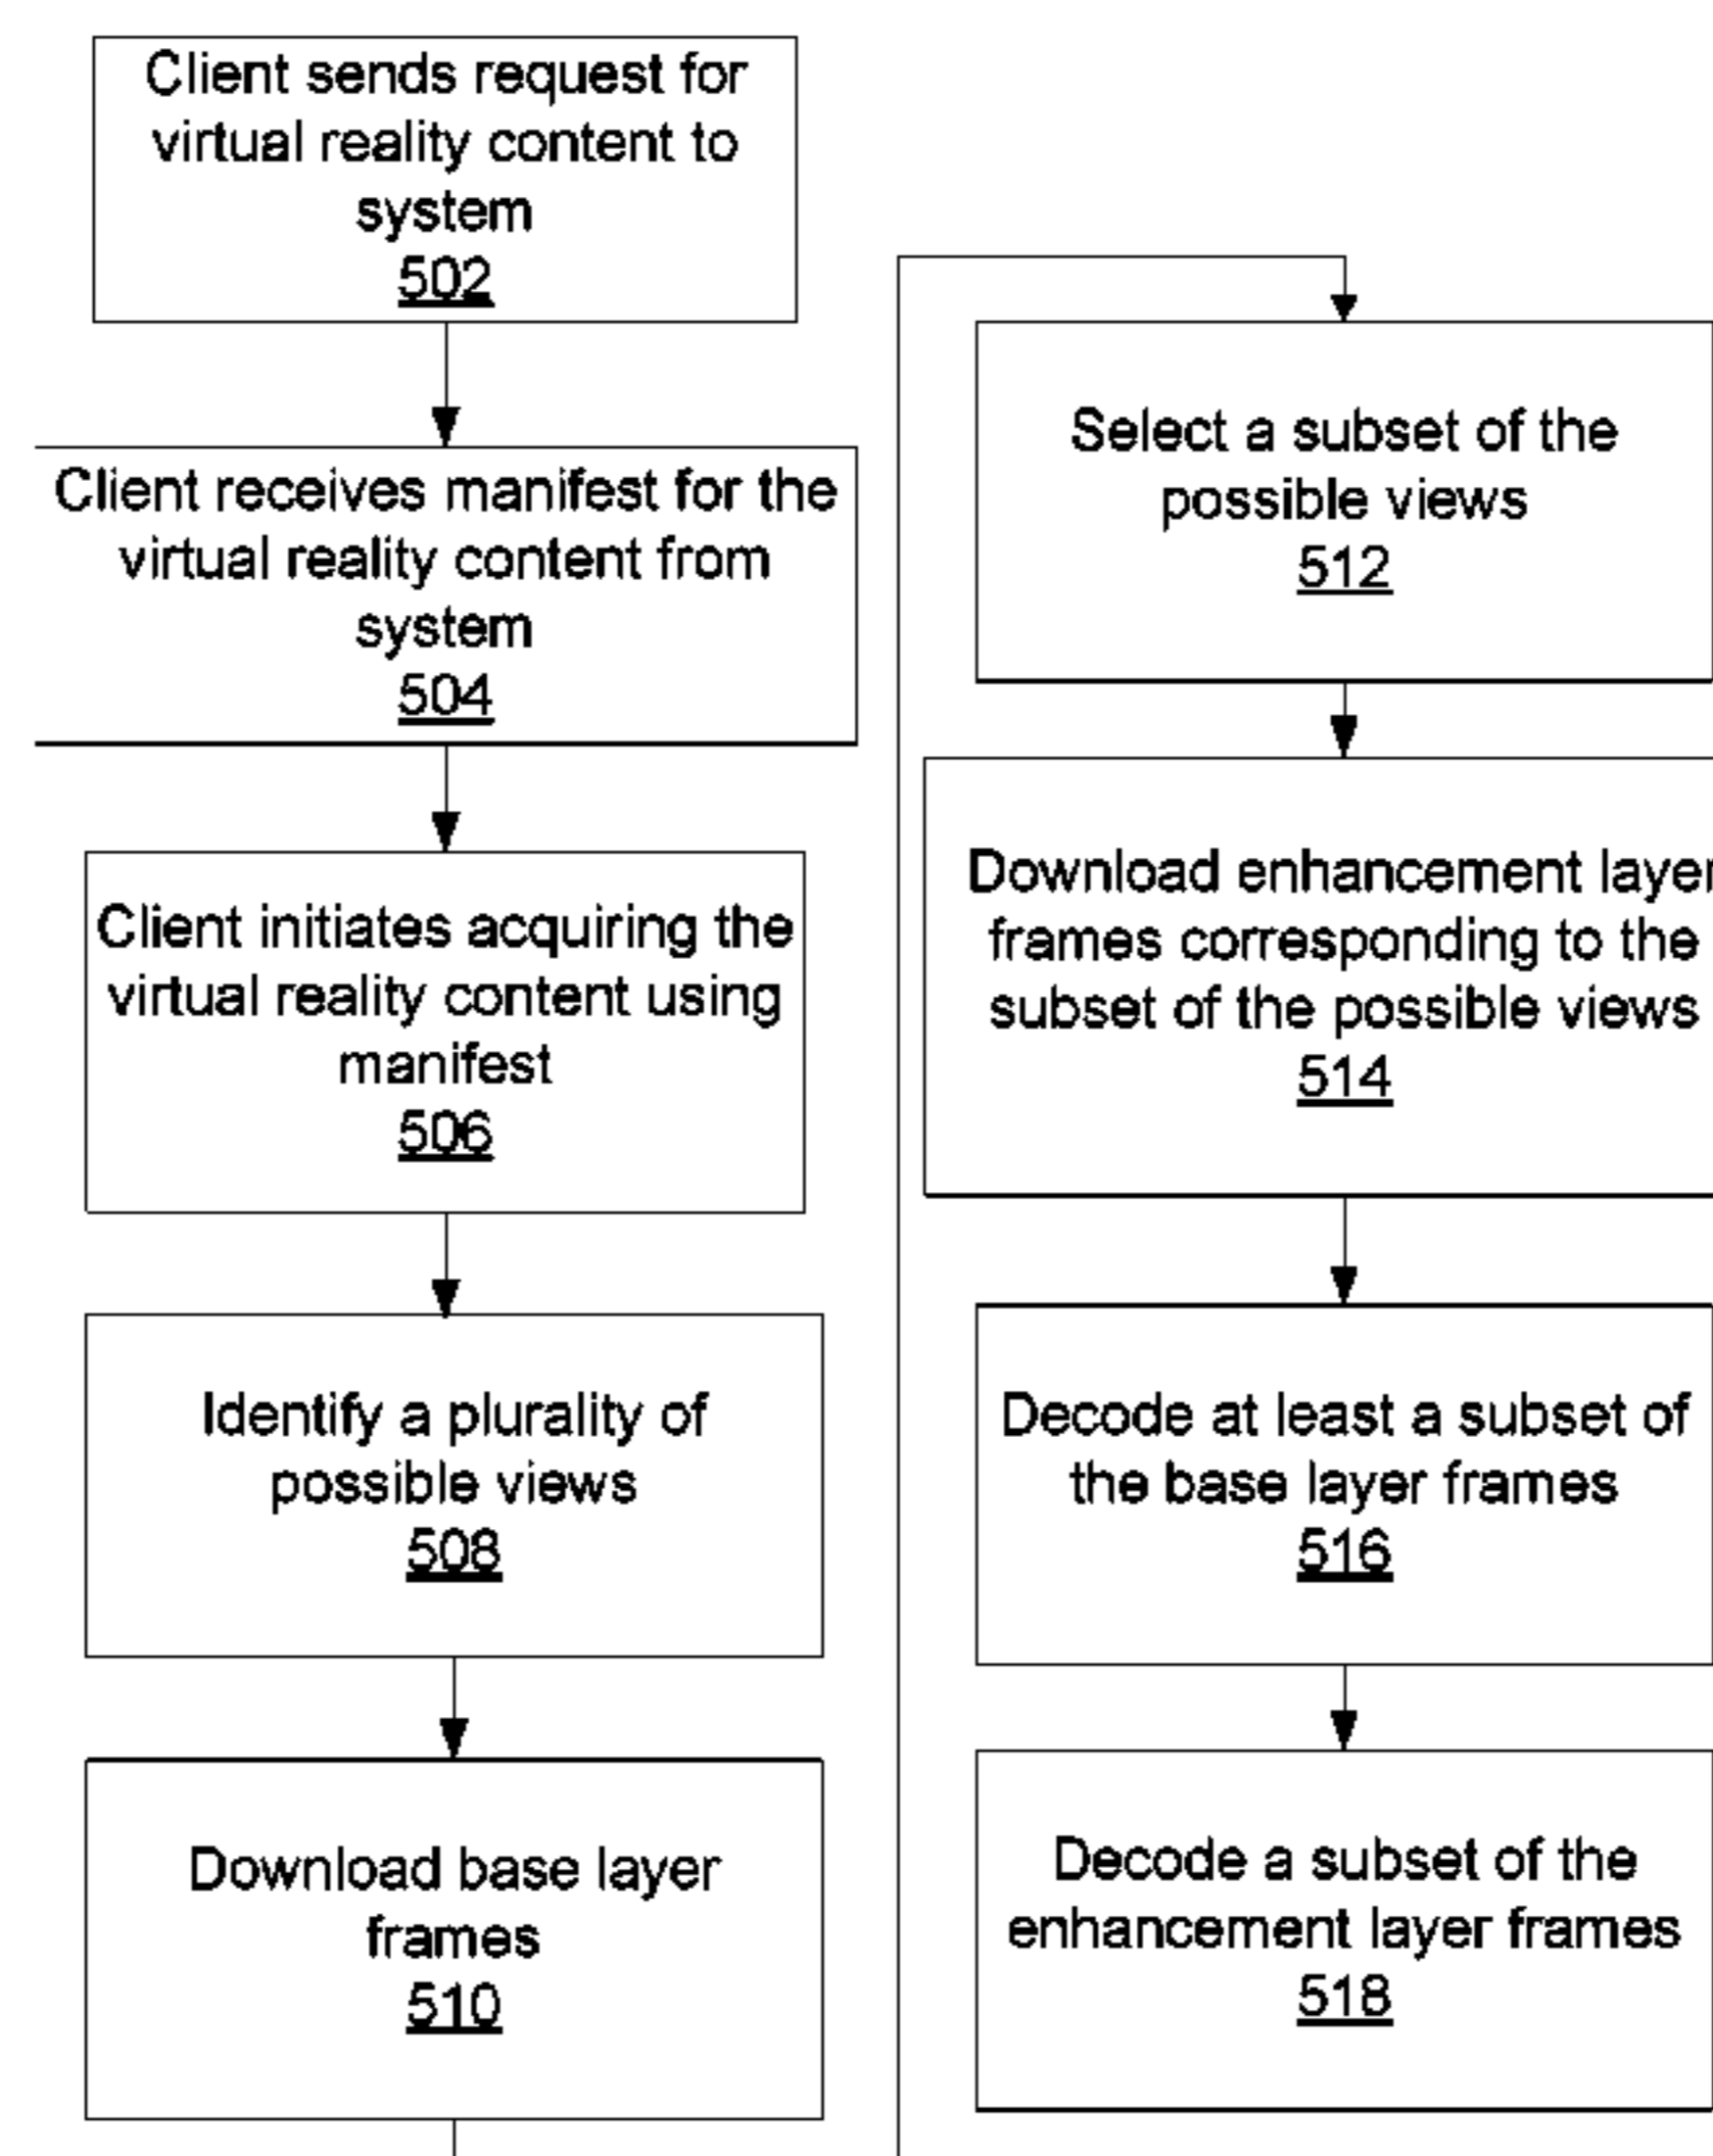 Client sends request for
virtual reality content to
system
502
Client receives manifest for the
virtual reality content from
system
504
Client initiates acquiring the
virtual reality content using
manifest
506
Identify a plurality of
possible views
508
Download base layer
frames
510
Select a subset of the
possible views
512
Download enhancement layer
frames corresponding to the
subset of the possible views
514
Decode at least a subset of
the base layer frames
516
Decode a subset of the
enhancement layer frames
518